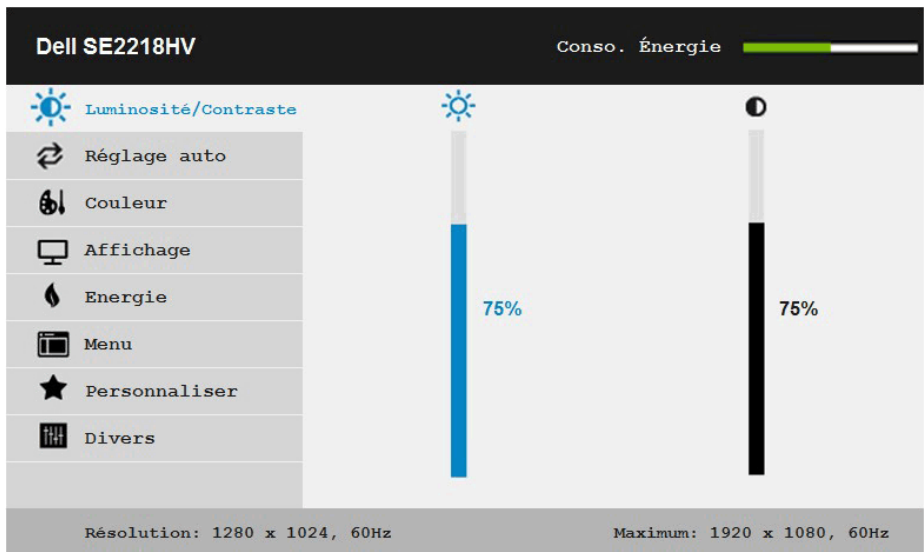 Dell SE2218HV
Conso. Énergie
Luminosité/Contraste
Réglage auto
Couleur
Affichage
Energie
75%
75%
Menu
Personnaliser
Divers
Résolution: 1280 x 1024, 60Hz
Maximum: 1920 x 1080, 60Hz